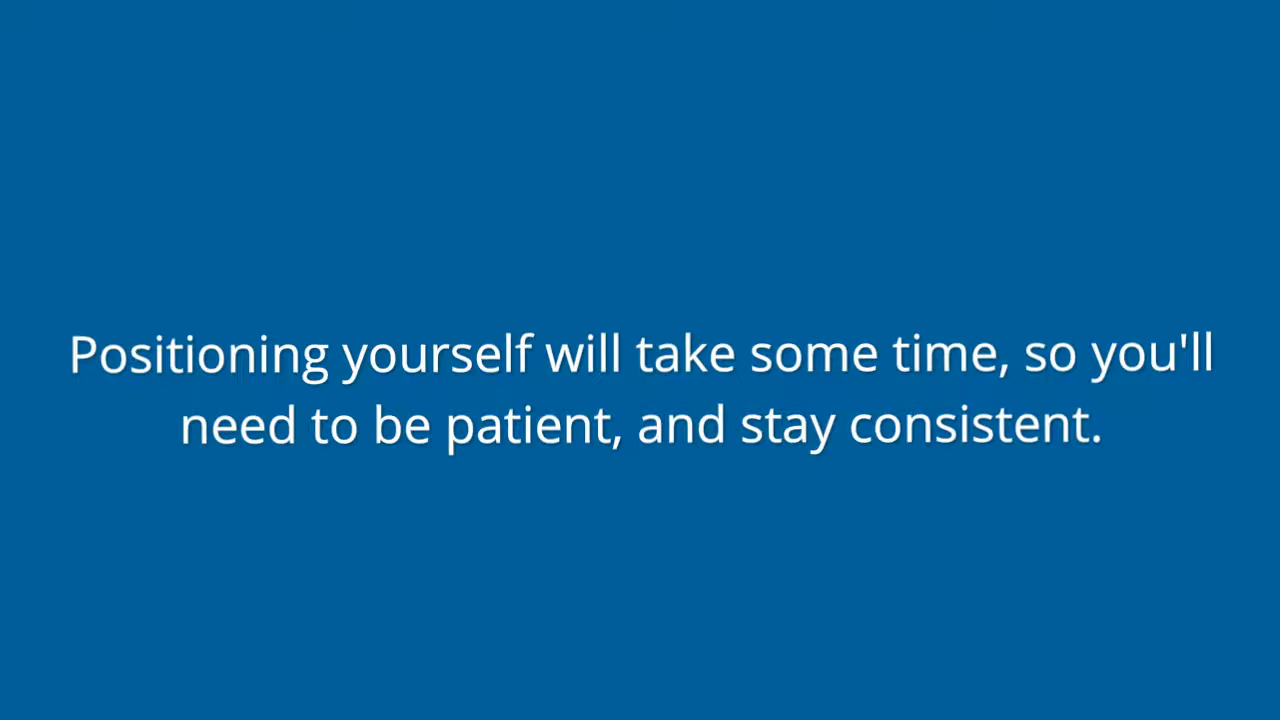 Positioning yourself will take some time, so you'll
need to be patient, and stay consistent.